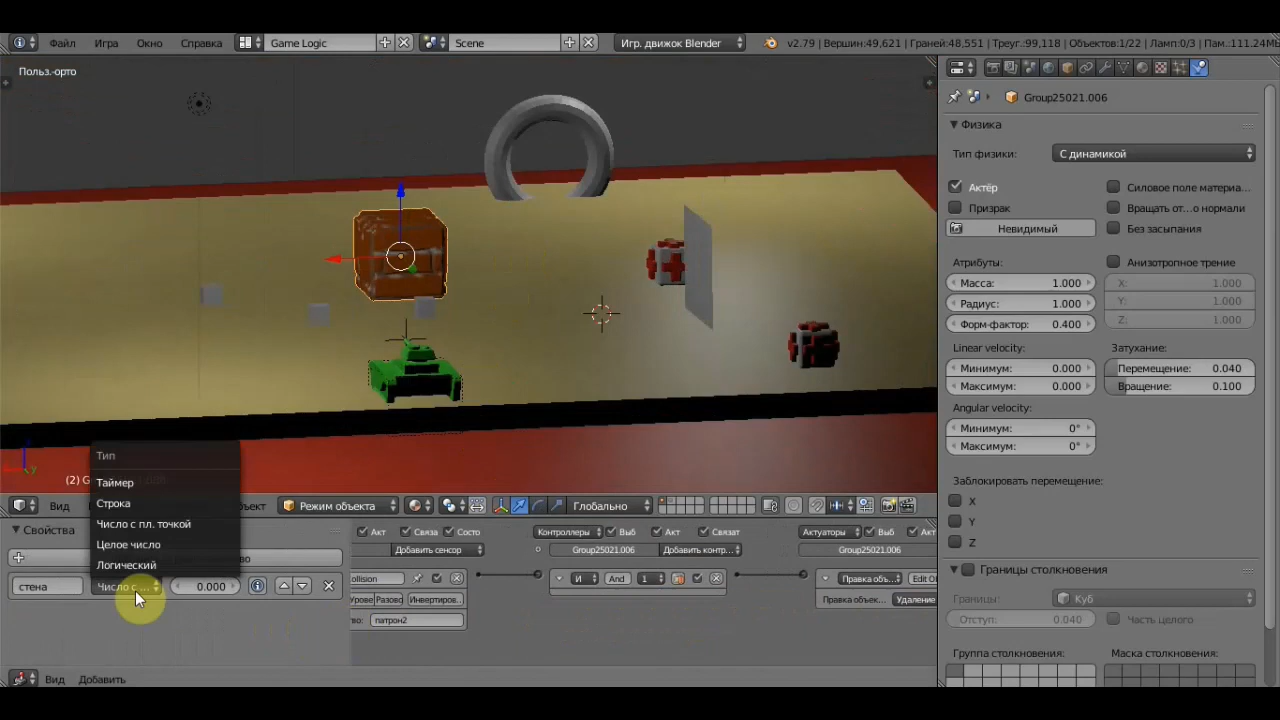 Файл Игра Окно Справка Game Logic Scene Игр. движок Blender v2.79 | Вершин:49,621 | Граней:48,551 | Треуг.:99,118 | Объектов:1/22 | Ламп:0/3 | Пам.:111.24МБ
Польз.-орто
Group25021.006
Физика
Тип физики: С динамикой
Актёр
Силовое поле материа...
Призрак
Вращать от...о нормали
Невидимый
Без засыпания
Атрибуты:
Анизотропное трение
Масса: 1.000
X: 1.000
Радиус: 1.000
Y: 1.000
Форм-фактор: 0.400
Z: 1.000
Linear velocity:
Затухание:
Минимум: 0.000
Перемещение: 0.040
Максимум: 0.000
Вращение: 0.100
Angular velocity:
Минимум: 0°
Максимум: 0°
Заблокировать перемещение:
X
Y
Z
Границы столкновения
Границы: Куб
Отступ: 0.040
Часть целого
Группа столкновения:
Маска столкновения:
Тип
Таймер
Строка
Число с пл. точкой
Целое число
Логический
(2) G
Вид
объект
Режим объекта
Глобально
Свойства
стена Число с ... 0.000
Акт Связа Состо
Добавить сенсор
ollision
Урове Разово Инвертиров..
во: патрон2
Контроллеры Выб Акт Связат
Group25021.006 Добавить конт...
И And 1
Актуаторы Выб Акт
Group25021.006
Правка объ... Edit O
Правка объек... Удаление
Вид Добавить